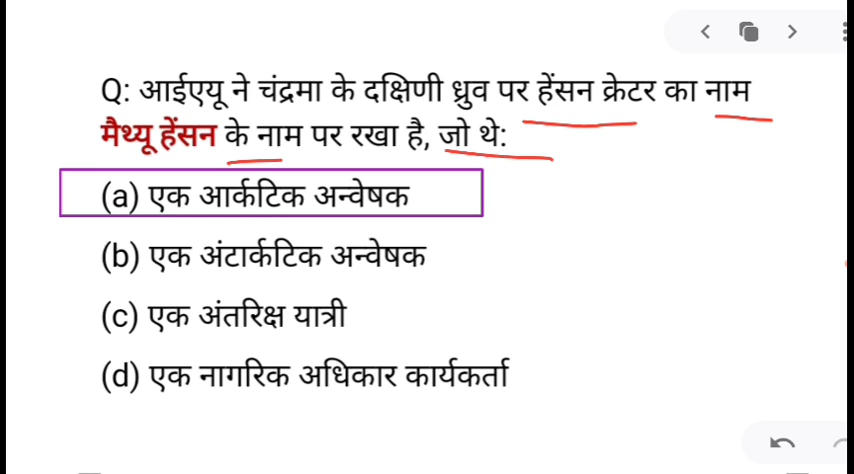 Q: आईएयू ने चंद्रमा के दक्षिणी ध्रुव पर हेंसन क्रेटर का नाम
मैथ्यू हेंसन के नाम पर रखा है, जो थे:
(a) एक आर्कटिक अन्वेषक
(b) एक अंटार्कटिक अन्वेषक
(c) एक अंतरिक्ष यात्री
(d) एक नागरिक अधिकार कार्यकर्ता